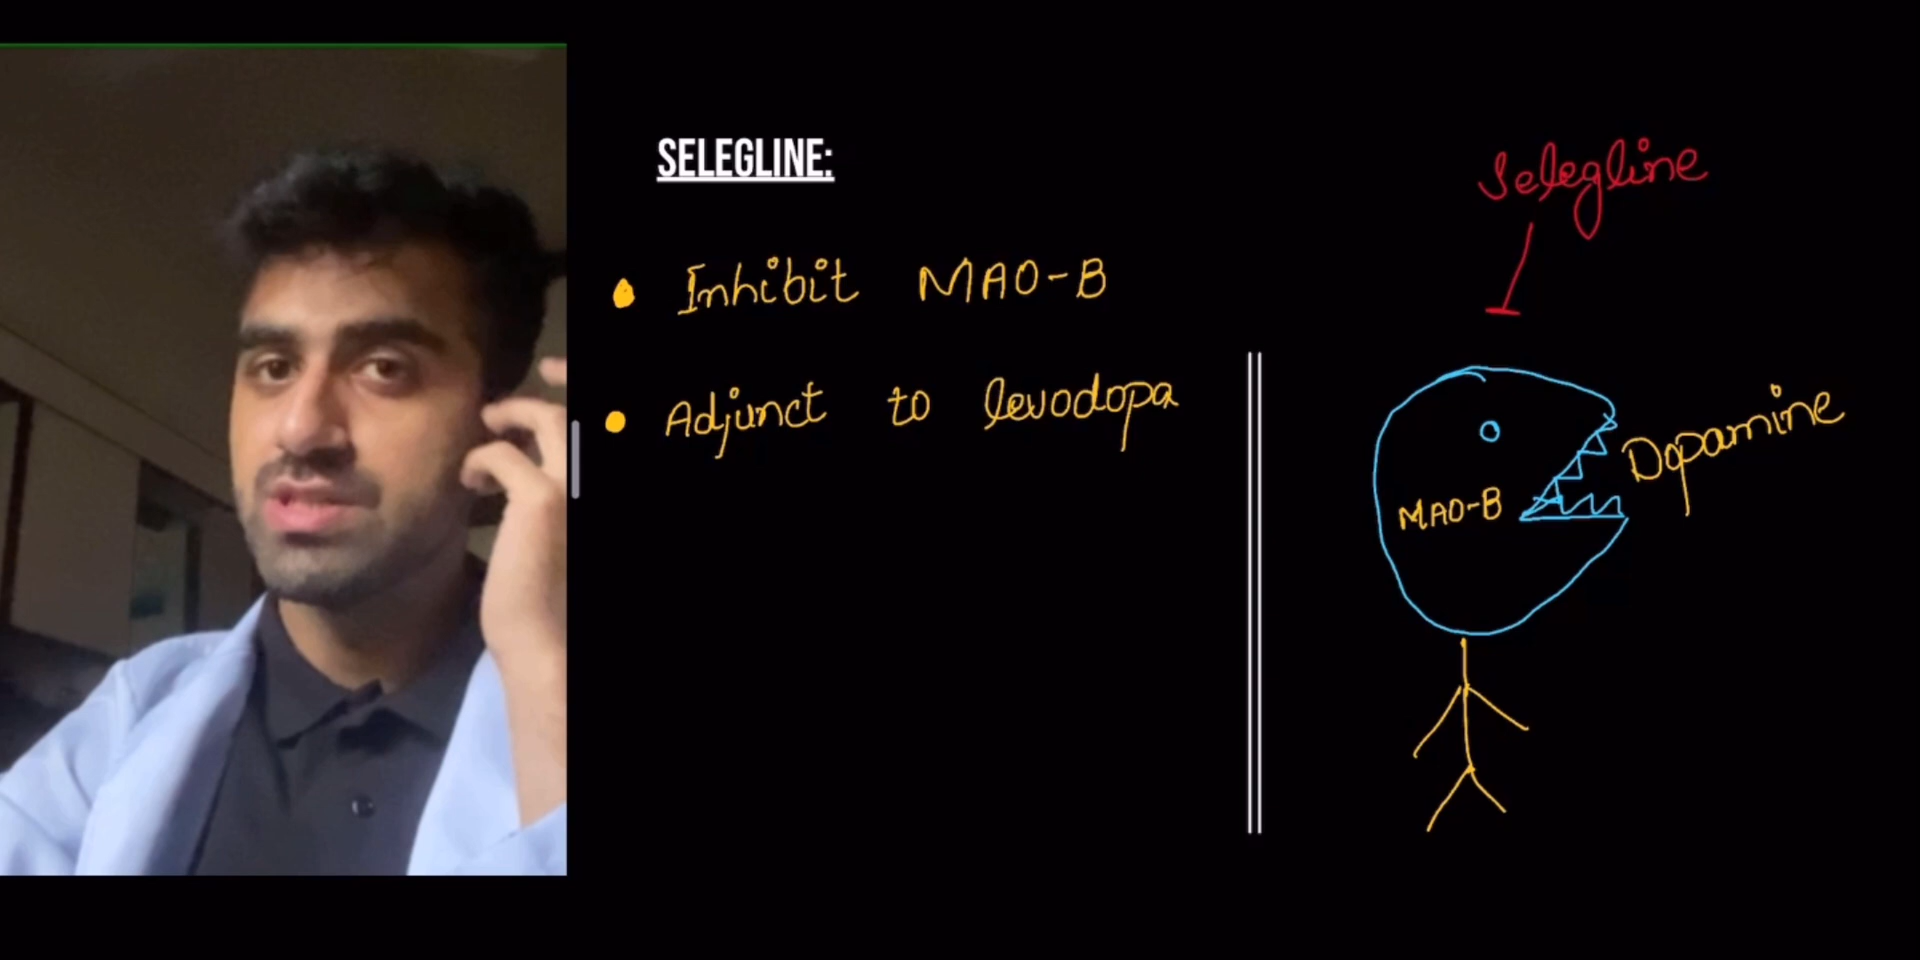 SELEGLINE:
Inhibit MAO-B
Adjunct to levodopa
Selegline
Dopamine
MAO-B